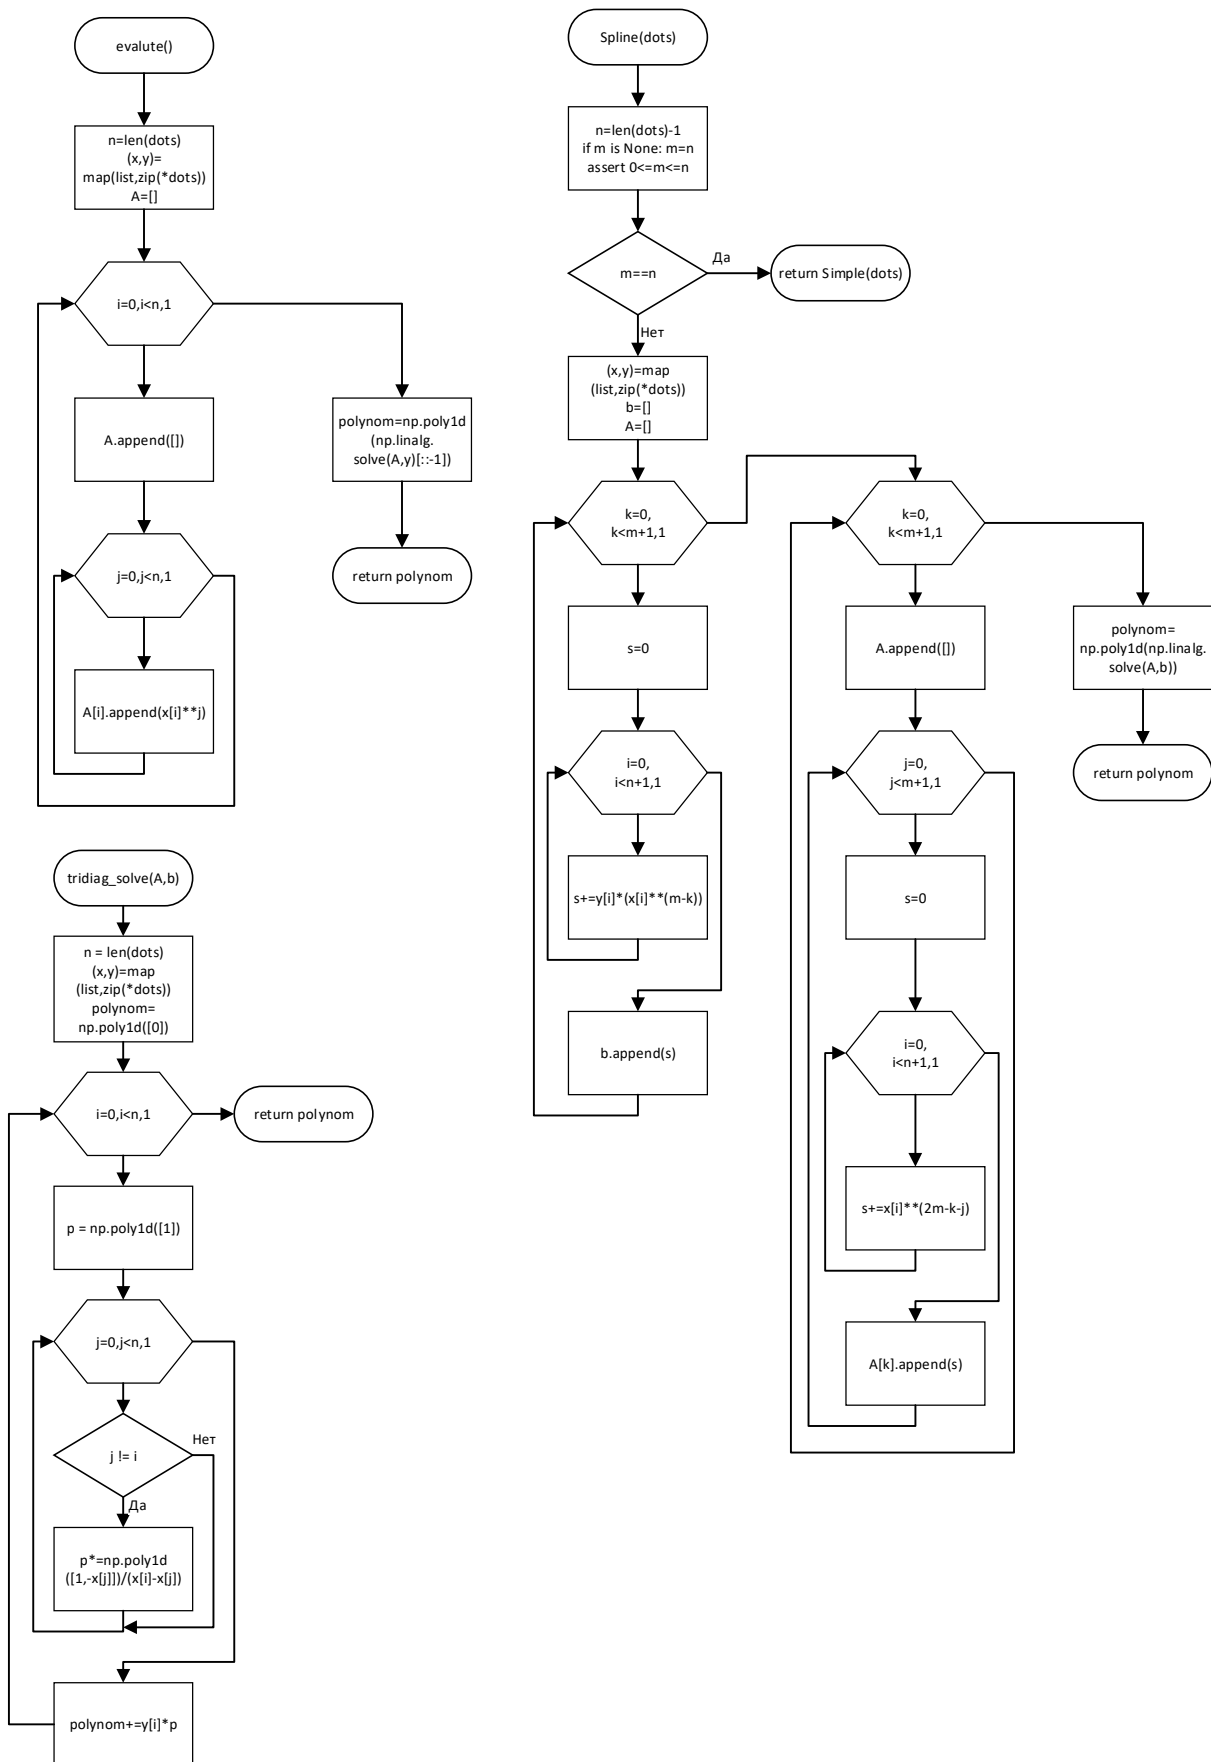 evalute()
n=len(dots)
(x,y)=
map(list,zip(*dots))
A=[]
i=0,i<n,1
A.append([])
polynom=np.poly1d
(np.linalg.
solve(A,y)[::-1])
j=0,j<n,1
return polynom
A[i].append(x[i]**j)
tridiag_solve(A,b)
n = len(dots)
(x,y)=map
(list,zip(*dots))
polynom=
np.poly1d([0])
i=0,i<n,1
return polynom
p = np.poly1d([1])
j=0,j<n,1
j != i
Нет
Да
p*=np.poly1d
([1,-x[j]])/(x[i]-x[j])
polynom+=y[i]*p
Spline(dots)
n=len(dots)-1
if m is None: m=n
assert 0<=m<=n
m==n
Да
return Simple(dots)
Нет
(x,y)=map
(list,zip(*dots))
b=[]
A=[]
k=0,
k<m+1,1
s=0
i=0,
i<n+1,1
s+=y[i]*(x[i]**(m-k))
b.append(s)
k=0,
k<m+1,1
A.append([])
j=0,
j<m+1,1
s=0
i=0,
i<n+1,1
s+=x[i]**(2m-k-j)
A[k].append(s)
polynom=
np.poly1d(np.linalg.
solve(A,b))
return polynom